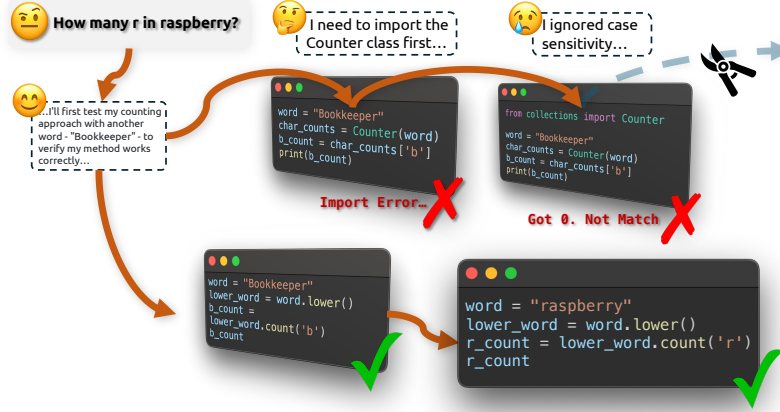 How many r in raspberry?
I need to import the
Counter class first…
I ignored case
sensitivity…
…I'll first test my counting
approach with another
word - "Bookkeeper" - to
verify my method works
correctly…
word = "Bookkeeper"
char_counts = Counter(word)
b_count = char_counts['b']
print(b_count)
Import Error…
from collections import Counter
word = "Bookkeeper"
char_counts = Counter(word)
b_count = char_counts['b']
print(b_count)
Got 0. Not Match
word = "Bookkeeper"
lower_word = word.lower()
b_count =
lower_word.count('b')
b_count
word = "raspberry"
lower_word = word.lower()
r_count = lower_word.count('r')
r_count